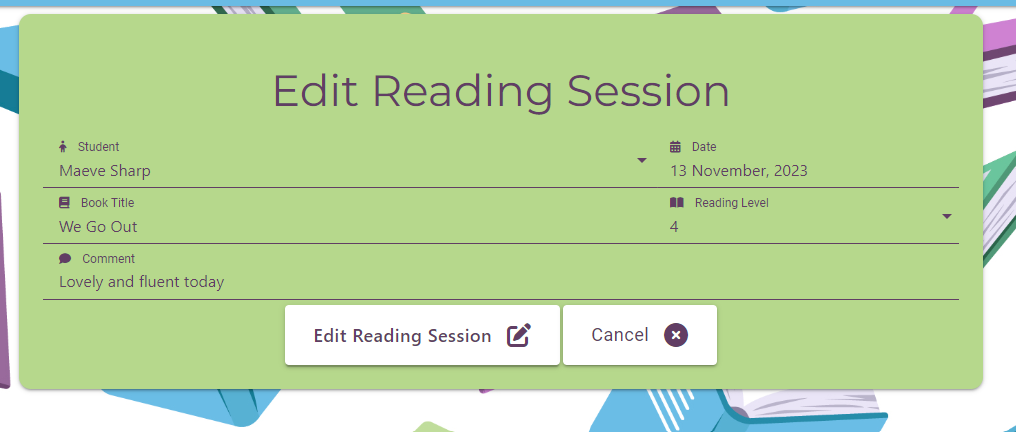 Edit Reading Session
Student
Date
Maeve Sharp
13 November, 2023
Book Title
Reading Level
We Go Out
4
Comment
Lovely and fluent today
Edit Reading Session
Cancel